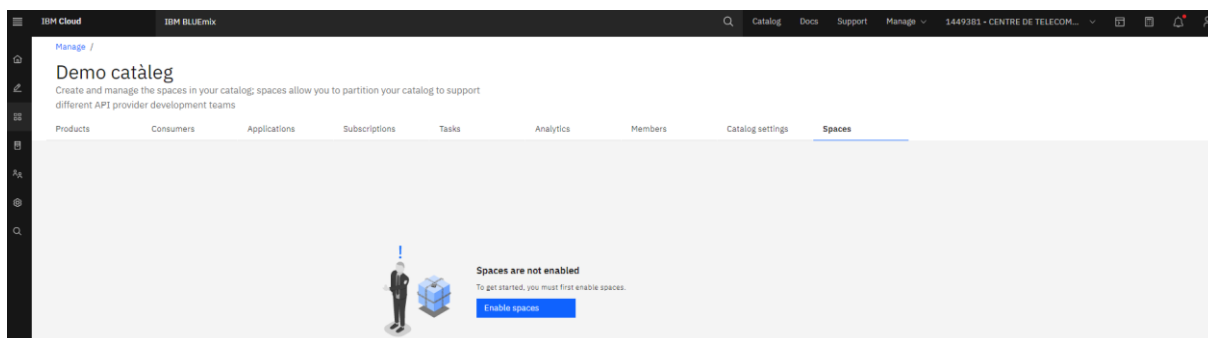 IBM Cloud
IBM BLUEmix
Catalog Docs Support Manage 1449381 - CENTRE DE TELECOM...
Manage /
Demo catàleg
Create and manage the spaces in your catalog; spaces allow you to partition your catalog to support
different API provider development teams
Products Consumers Applications Subscriptions Tasks Analytics Members Catalog settings Spaces
Spaces are not enabled
To get started, you must first enable spaces.
Enable spaces